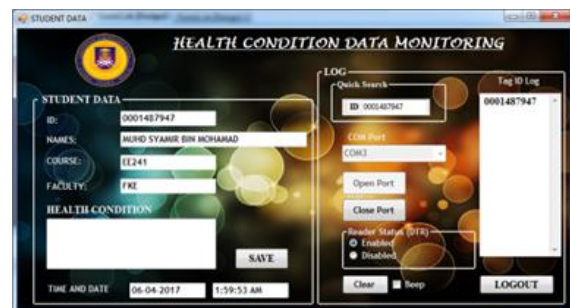 STUDENT DATA
HEALTH CONDITION DATA MONITORING
STUDENT DATA
ID: 0001487947
NAMES: MUHD SYAMIR BIN MOHAMAD
COURSE: EE241
FACULTY: FKE
HEALTH CONDITION
SAVE
TIME AND DATE 06-04-2017 1:59:53 AM
LOG
Quick Search
ID 0001487947
COM Port
COM3
Open Port
Close Port
Reader Status (DTR)
Enabled
Disabled
Clear Beep
Tag ID Log
0001487947
LOGOUT